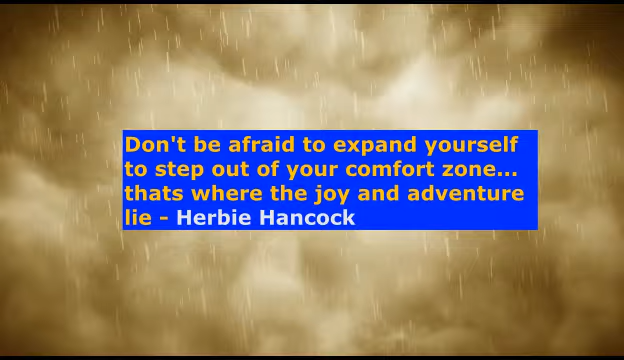 Don't be afraid to expand yourself
to step out of your comfort zone...
thats where the joy and adventure
lie - Herbie Hancock